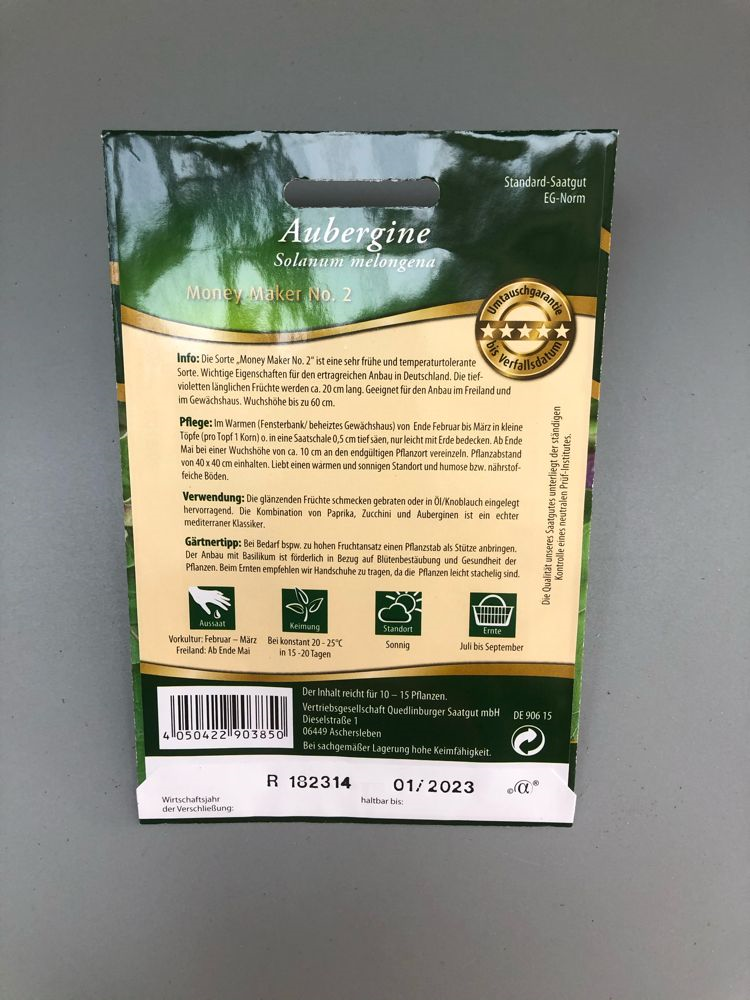 Standard-Saatgut
EG-Norm
Aubergine
Solanum melongena
Money Maker No. 2
Umtauschgarantie
bis Verfallsdatum
Info: Die Sorte „Money Maker No. 2" ist eine sehr frühe und temperaturtolerante
Sorte. Wichtige Eigenschaften für den ertragreichen Anbau in Deutschland. Die tief-
violetten länglichen Früchte werden ca. 20 cm lang. Geeignet für den Anbau im Freiland und
im Gewächshaus. Wuchshöhe bis zu 60 cm.
Pflege: Im Warmen (Fensterbank/ beheiztes Gewächshaus) von Ende Februar bis März in kleine
Töpfe (pro Topf 1 Korn) o. in eine Saatschale 0,5 cm tief säen, nur leicht mit Erde bedecken. Ab Ende
Mai bei einer Wuchshöhe von ca. 10 cm an den endgültigen Pflanzort vereinzeln. Pflanzabstand
von 40 x 40 cm einhalten. Liebt einen warmen und sonnigen Standort und humose bzw. nährstof-
feiche Böden.
Verwendung: Die glänzenden Früchte schmecken gebraten oder in Öl/Knoblauch eingelegt
hervorragend. Die Kombination von Paprika, Zucchini und Auberginen ist ein echter
mediterraner Klassiker.
Gärtnertipp: Bei Bedarf bspw. zu hohen Fruchtansatz einen Pflanzstab als Stütze anbringen.
Der Anbau mit Basilikum ist förderlich in Bezug auf Blütenbestäubung und Gesundheit der
Pflanzen. Beim Ernten empfehlen wir Handschuhe zu tragen, da die Pflanzen leicht stachelig sind.
Die Qualität unseres Saatgutes unterliegt der ständigen
Kontrolle eines neutralen Prüf-Institutes.
Aussaat
Vorkultur: Februar – März
Freiland: Ab Ende Mai
Keimung
Bei konstant 20 - 25°C
in 15 -20 Tagen
Standort
Sonnig
Ernte
Juli bis September
4 050422 903850
Der Inhalt reicht für 10 – 15 Pflanzen.
Vertriebsgesellschaft Quedlinburger Saatgut mbH
Dieselstraße 1
06449 Aschersleben
Bei sachgemäßer Lagerung hohe Keimfähigkeit.
DE 906 15
R 182314 01/2023
©α®
Wirtschaftsjahr
der Verschließung:
haltbar bis: